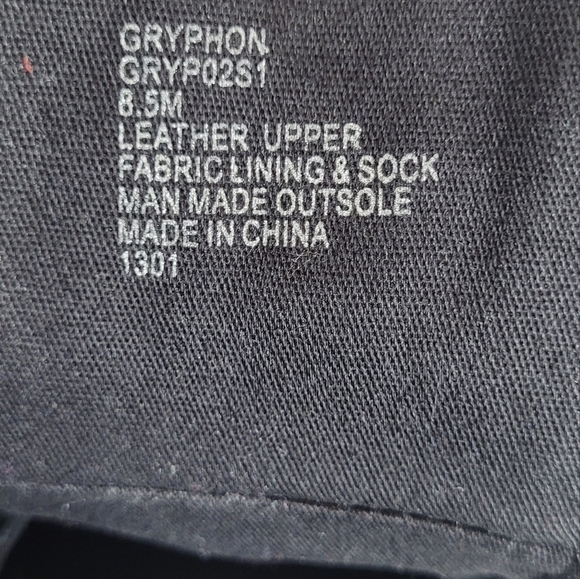 GRYPHON
GRYP02S1
8.5M
LEATHER UPPER
FABRIC LINING & SOCK
MAN MADE OUTSOLE
MADE IN CHINA
1301